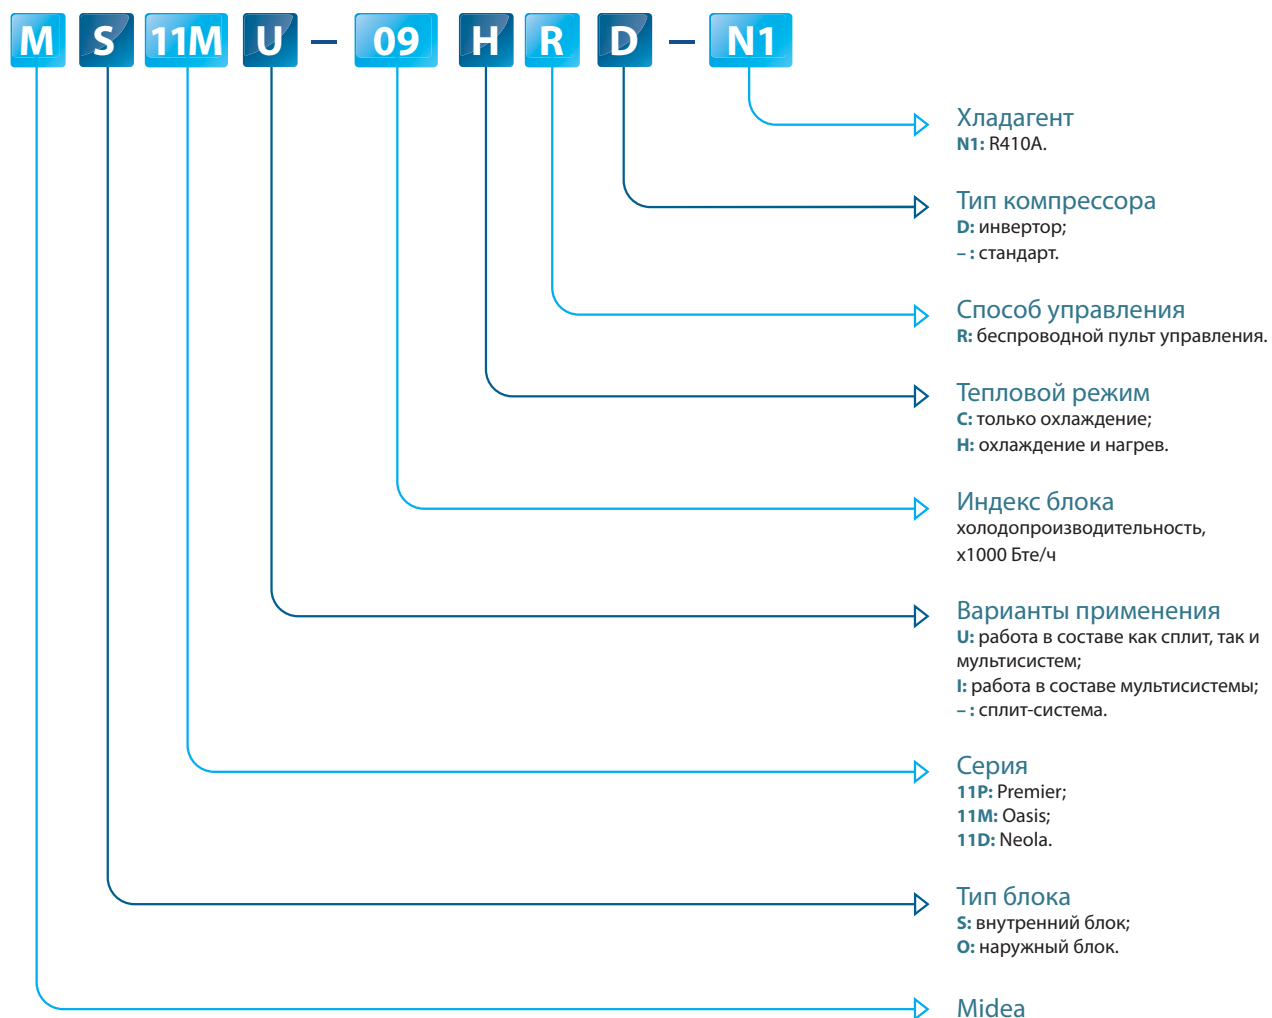 M S 11M U – 09 H R D – N1
Хладагент
N1: R410A.
Тип компрессора
D: инвертор;
– : стандарт.
Способ управления
R: беспроводной пульт управления.
Тепловой режим
C: только охлаждение;
H: охлаждение и нагрев.
Индекс блока
холодопроизводительность,
х1000 Бте/ч
Варианты применения
U: работа в составе как сплит, так и
мультисистем;
I: работа в составе мультисистемы;
– : сплит-система.
Серия
11P: Premier;
11M: Oasis;
11D: Neola.
Тип блока
S: внутренний блок;
O: наружный блок.
Midea